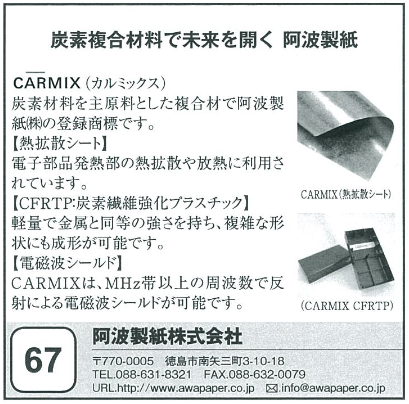 炭素複合材料で未来を開く 阿波製紙
CARMIX(カルミックス)
炭素材料を主原料とした複合材で阿波製
紙㈱の登録商標です。
【熱拡散シート】
電子部品発熱部の熱拡散や放熱に利用さ
れています。
【CFRTP:炭素繊維強化プラスチック】
軽量で金属と同等の強さを持ち、複雑な形
状にも成形が可能です。
【電磁波シールド】
CARMIXは、MHz帯以上の周波数で反
射による電磁波シールドが可能です。
CARMIX(熱拡散シート)
(CARMIX CFRTP)
67
阿波製紙株式会社
〒770-0005 徳島市南矢三町3-10-18
TEL.088-631-8321 FAX.088-632-0079
URL.http://www.awapaper.co.jp ✉.info@awapaper.co.jp